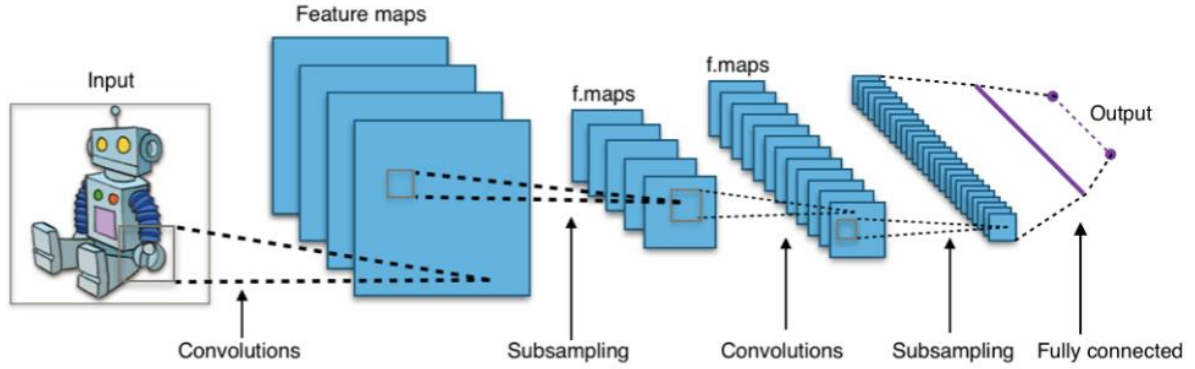 Feature maps
Input
f.maps
f.maps
Output
Convolutions
Subsampling
Convolutions
Subsampling
Fully connected